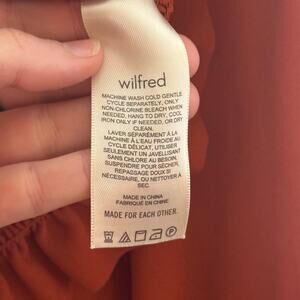 wilfred
MACHINE WASH COLD GENTLE
CYCLE SEPARATELY, ONLY
NON-CHLORINE BLEACH WHEN
NEEDED, HANG TO DRY, COOL
IRON ONLY IF NEEDED, OR DRY
CLEAN.
LAVER SÉPARÉMENT À LA
MACHINE, À L'EAU FROIDE AU
CYCLE DÉLICAT, UTILISER
SEULEMENT UN JAVELLISANT
SANS CHLORE AU BESOIN,
SUSPENDRE POUR SÉCHER,
REPASSAGE DOUX SI
NÉCESSAIRE OU NETTOYAGE À
SEC.
MADE IN CHINA
FABRIQUÉ EN CHINE
MADE FOR EACH OTHER.